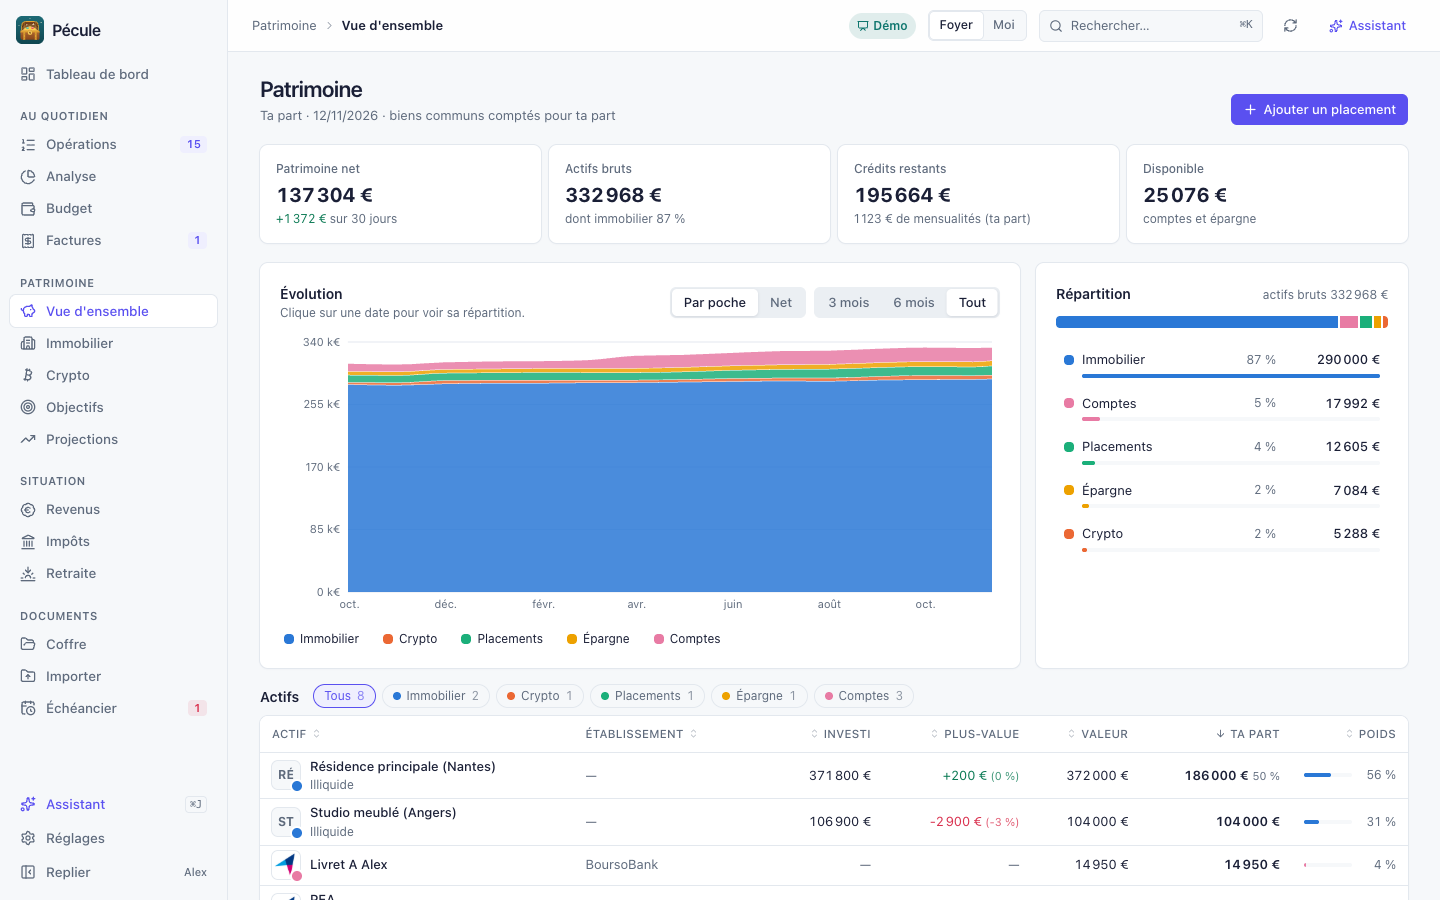 Pécule
Tableau de bord
AU QUOTIDIEN
Opérations 15
Analyse
Budget
Factures 1
PATRIMOINE
Vue d'ensemble
Immobilier
Crypto
Objectifs
Projections
SITUATION
Revenus
Impôts
Retraite
DOCUMENTS
Coffre
Importer
Échéancier 1
Assistant ⌘J
Réglages
Replier Alex
Patrimoine > Vue d'ensemble
Démo Foyer Moi Rechercher... ⌘K Assistant
Patrimoine
Ta part · 12/11/2026 · biens communs comptés pour ta part
+ Ajouter un placement
Patrimoine net
137 304 €
+1 372 € sur 30 jours
Actifs bruts
332 968 €
dont immobilier 87 %
Crédits restants
195 664 €
1 123 € de mensualités (ta part)
Disponible
25 076 €
comptes et épargne
Évolution
Clique sur une date pour voir sa répartition.
Par poche Net 3 mois 6 mois Tout
340 k€
255 k€
170 k€
85 k€
0 k€
oct. déc. févr. avr. juin août oct.
Immobilier Crypto Placements Épargne Comptes
Répartition actifs bruts 332 968 €
Immobilier 87 % 290 000 €
Comptes 5 % 17 992 €
Placements 4 % 12 605 €
Épargne 2 % 7 084 €
Crypto 2 % 5 288 €
Actifs Tous 8 Immobilier 2 Crypto 1 Placements 1 Épargne 1 Comptes 3
ACTIF ÉTABLISSEMENT INVESTI PLUS-VALUE VALEUR ↓ TA PART POIDS
RÉ Résidence principale (Nantes) — 371 800 € +200 € (0 %) 372 000 € 186 000 € 50 % 56 %
Illiquide
ST Studio meublé (Angers) — 106 900 € -2 900 € (-3 %) 104 000 € 104 000 € 31 %
Illiquide
Livret A Alex BoursoBank — — 14 950 € 14 950 € 4 %
PEA